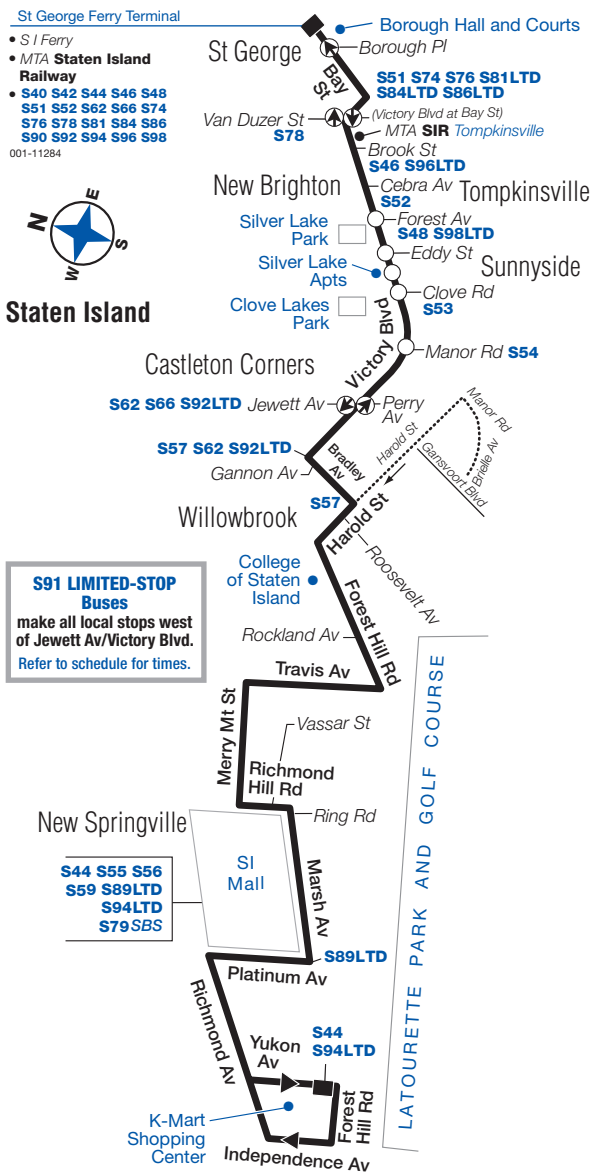 St George Ferry Terminal
• S I Ferry
• MTA Staten Island
Railway
• S40 S42 S44 S46 S48
S51 S52 S62 S66 S74
S76 S78 S81 S84 S86
S90 S92 S94 S96 S98
001-11284
N
E
S
W
Staten Island
Borough Hall and Courts
St George
Borough Pl
Bay
St
S51 S74 S76 S81LTD
S84LTD S86LTD
Van Duzer St
S78
(Victory Blvd at Bay St)
MTA SIR Tompkinsville
Brook St
S46 S96LTD
New Brighton
Cebra Av
S52
Tompkinsville
Silver Lake
Park
Forest Av
S48 S98LTD
Eddy St
Sunnyside
Silver Lake
Apts
Clove Rd
S53
Clove Lakes
Park
Victory Blvd
Manor Rd S54
Castleton Corners
S62 S66 S92LTD Jewett Av
Perry
Av
Manor Rd
Harold St
Brielle Av
Gansvoort Blvd
S57 S62 S92LTD
Bradley
Av
Gannon Av
S57
Willowbrook
Harold St
Roosevelt Av
College
of Staten
Island
S91 LIMITED-STOP
Buses
make all local stops west
of Jewett Av/Victory Blvd.
Refer to schedule for times.
Forest Hill Rd
Rockland Av
Travis Av
Merry Mt St
Vassar St
Richmond
Hill Rd
Ring Rd
New Springville
SI
Mall
Marsh Av
S44 S55 S56
S59 S89LTD
S94LTD
S79SBS
S89LTD
Platinum Av
LATOURETTE PARK AND GOLF COURSE
Richmond Av
S44
S94LTD
Yukon
Av
Forest
Hill Rd
K-Mart
Shopping
Center
Independence Av